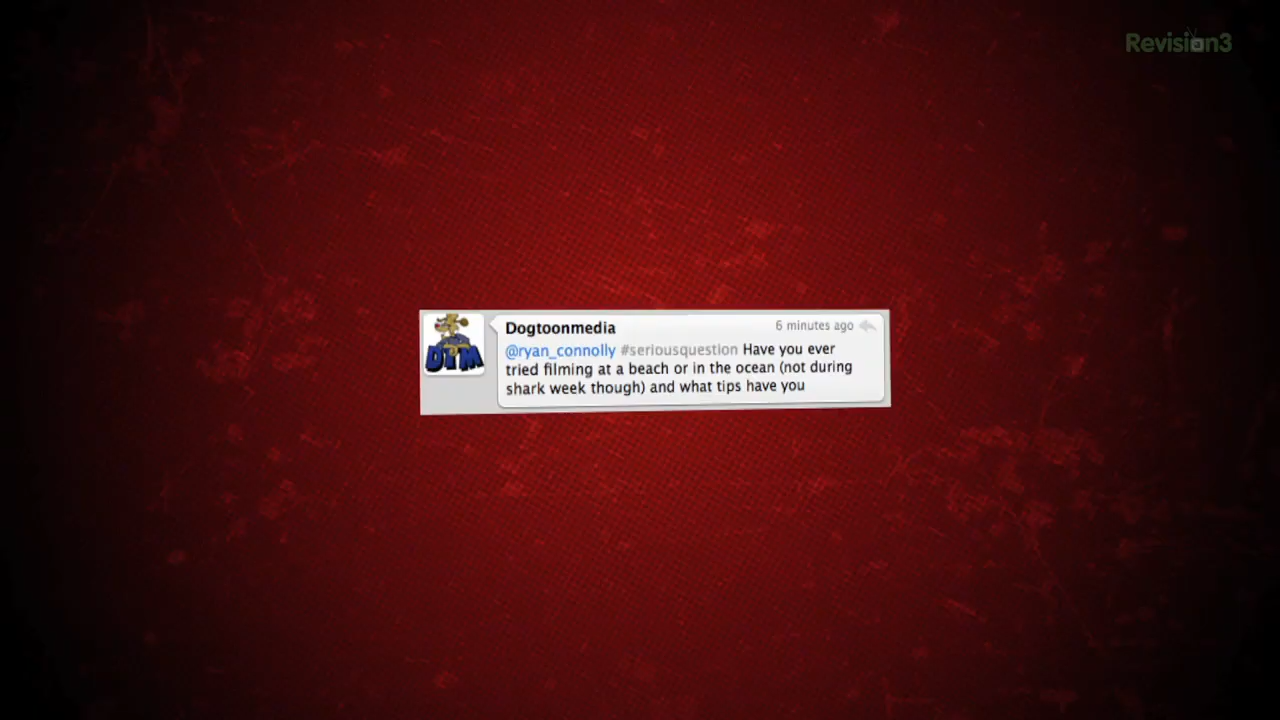 Revision3
Dogtoonmedia
6 minutes ago
@ryan_connolly #seriousquestion Have you ever
tried filming at a beach or in the ocean (not during
shark week though) and what tips have you
DTM